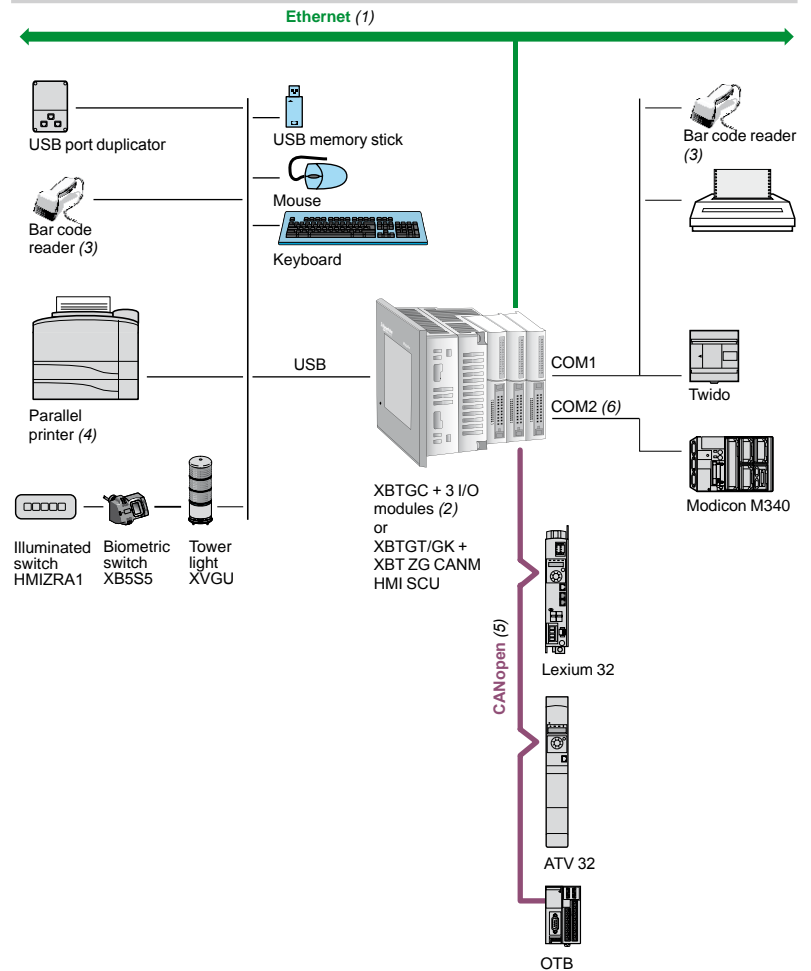 Ethernet (1)
USB port duplicator
USB memory stick
Bar code reader
(3)
Mouse
Bar code
reader (3)
Keyboard
USB
COM1
COM2 (6)
Twido
Parallel
printer (4)
Modicon M340
XBTGC + 3 I/O
modules (2)
or
XBTGT/GK +
XBT ZG CANM
HMI SCU
Illuminated
switch
HMIZRA1
Biometric
switch
XB5S5
Tower
light
XVGU
CANopen (5)
Lexium 32
ATV 32
OTB